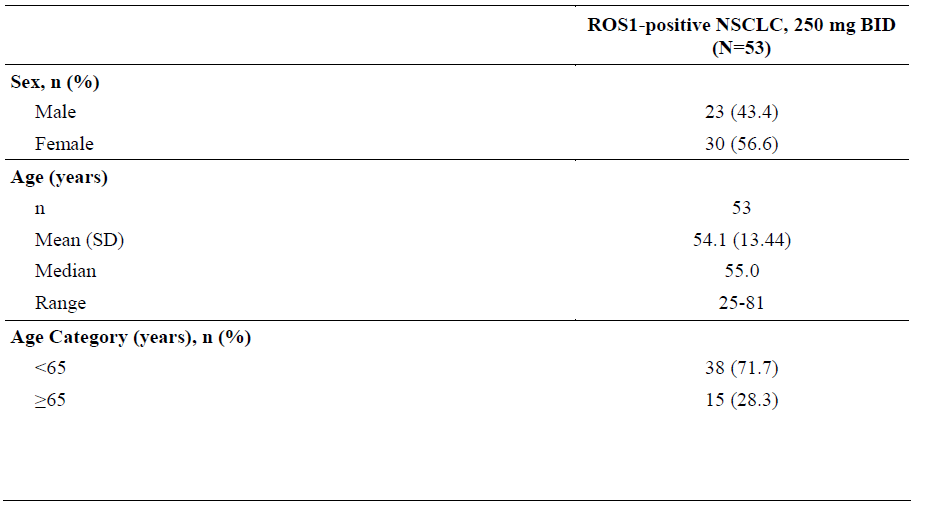 ROS1-positive NSCLC, 250 mg BID
(N=53)
Sex, n (%)
Male 23 (43.4)
Female 30 (56.6)
Age (years)
n 53
Mean (SD) 54.1 (13.44)
Median 55.0
Range 25-81
Age Category (years), n (%)
<65 38 (71.7)
≥65 15 (28.3)